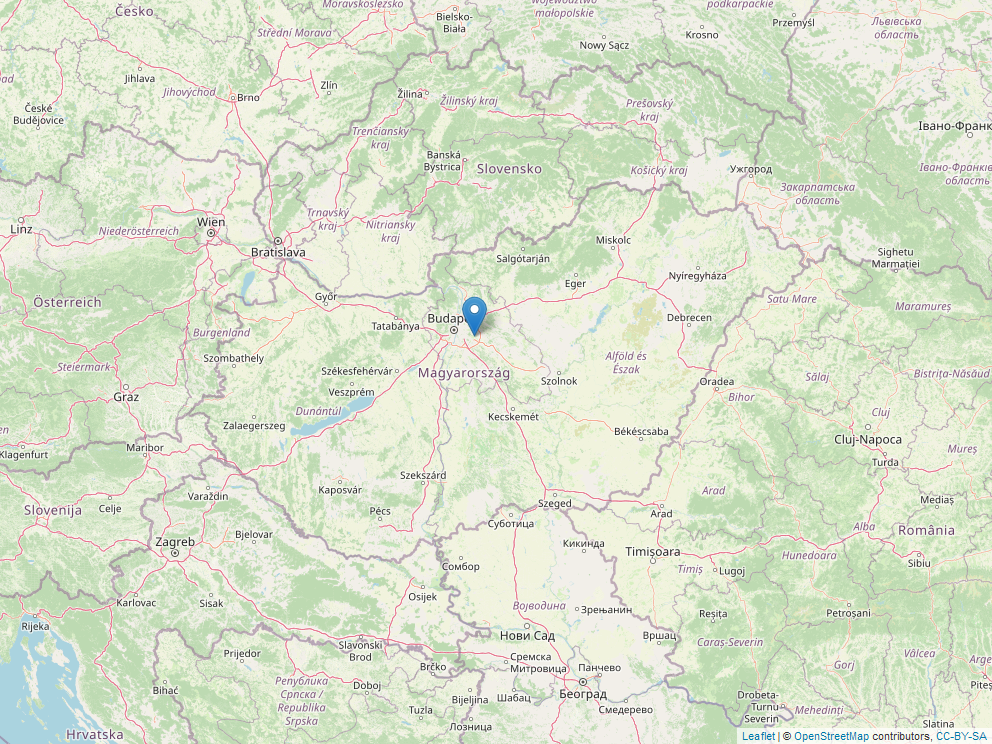 Česko
Moravskoslezsko
Bielsko-
Biała
województwo
małopolskie
podkarpackie
Przemyśl
Львівська
область
Střední Morava
Nowy Sącz
Krosno
Jihlava
Jihovýchod
Brno
Zlín
Žilina
Žilinský kraj
Prešovský
kraj
České
Budějovice
Trenčiansky
kraj
Івано-Франк
Banská
Bystrica
Slovensko
Košický kraj
Ужгород
Івано-Франків
область
Закарпатська
область
Linz
Niederösterreich
Wien
Trnavský
kraj
Nitriansky
kraj
Bratislava
Miskolc
Salgótarján
Sighetu
Marmației
Eger
Nyíregyháza
Österreich
Győr
Satu Mare
Maramureș
Budap
Tatabánya
Debrecen
Burgenland
Szombathely
Steiermark
Székesfehérvár
Magyarország
Alföld és
Észak
Sălaj
Bistrița-Năsăud
Szolnok
Oradea
Bihor
Graz
Veszprém
Dunántúl
Kecskemét
Cluj
Zalaegerszeg
Békéscsaba
Cluj-Napoca
Klagenfurt
Maribor
Turda
Mureș
Szekszárd
Kaposvár
Varaždin
Szeged
Arad
Mediaș
Slovenija
Celje
Pécs
Суботица
Arad
Alba
România
Zagreb
Bjelovar
Кикинда
Timișoara
Hunedoara
Sibiu
Сомбор
Timiș
Lugoj
Karlovac
Sisak
Osijek
Војводина
Зрењанин
Reșița
Petroșani
Rijeka
Нови Сад
Вршац
Caraș-Severin
Slavonski
Brod
Prijedor
Brčko
Сремска
Митровица
Панчево
Vâlcea
Gorj
Bihać
Република
Српска /
Republika
Srpska
Doboj
Bijeljina
Шабац
Београд
Смедерево
Drobeta-
Turnu
Severin
Mehedinți
Tuzla
Лозница
Slatina
Hrvatska
Leaflet | © OpenStreetMap contributors, CC-BY-SA